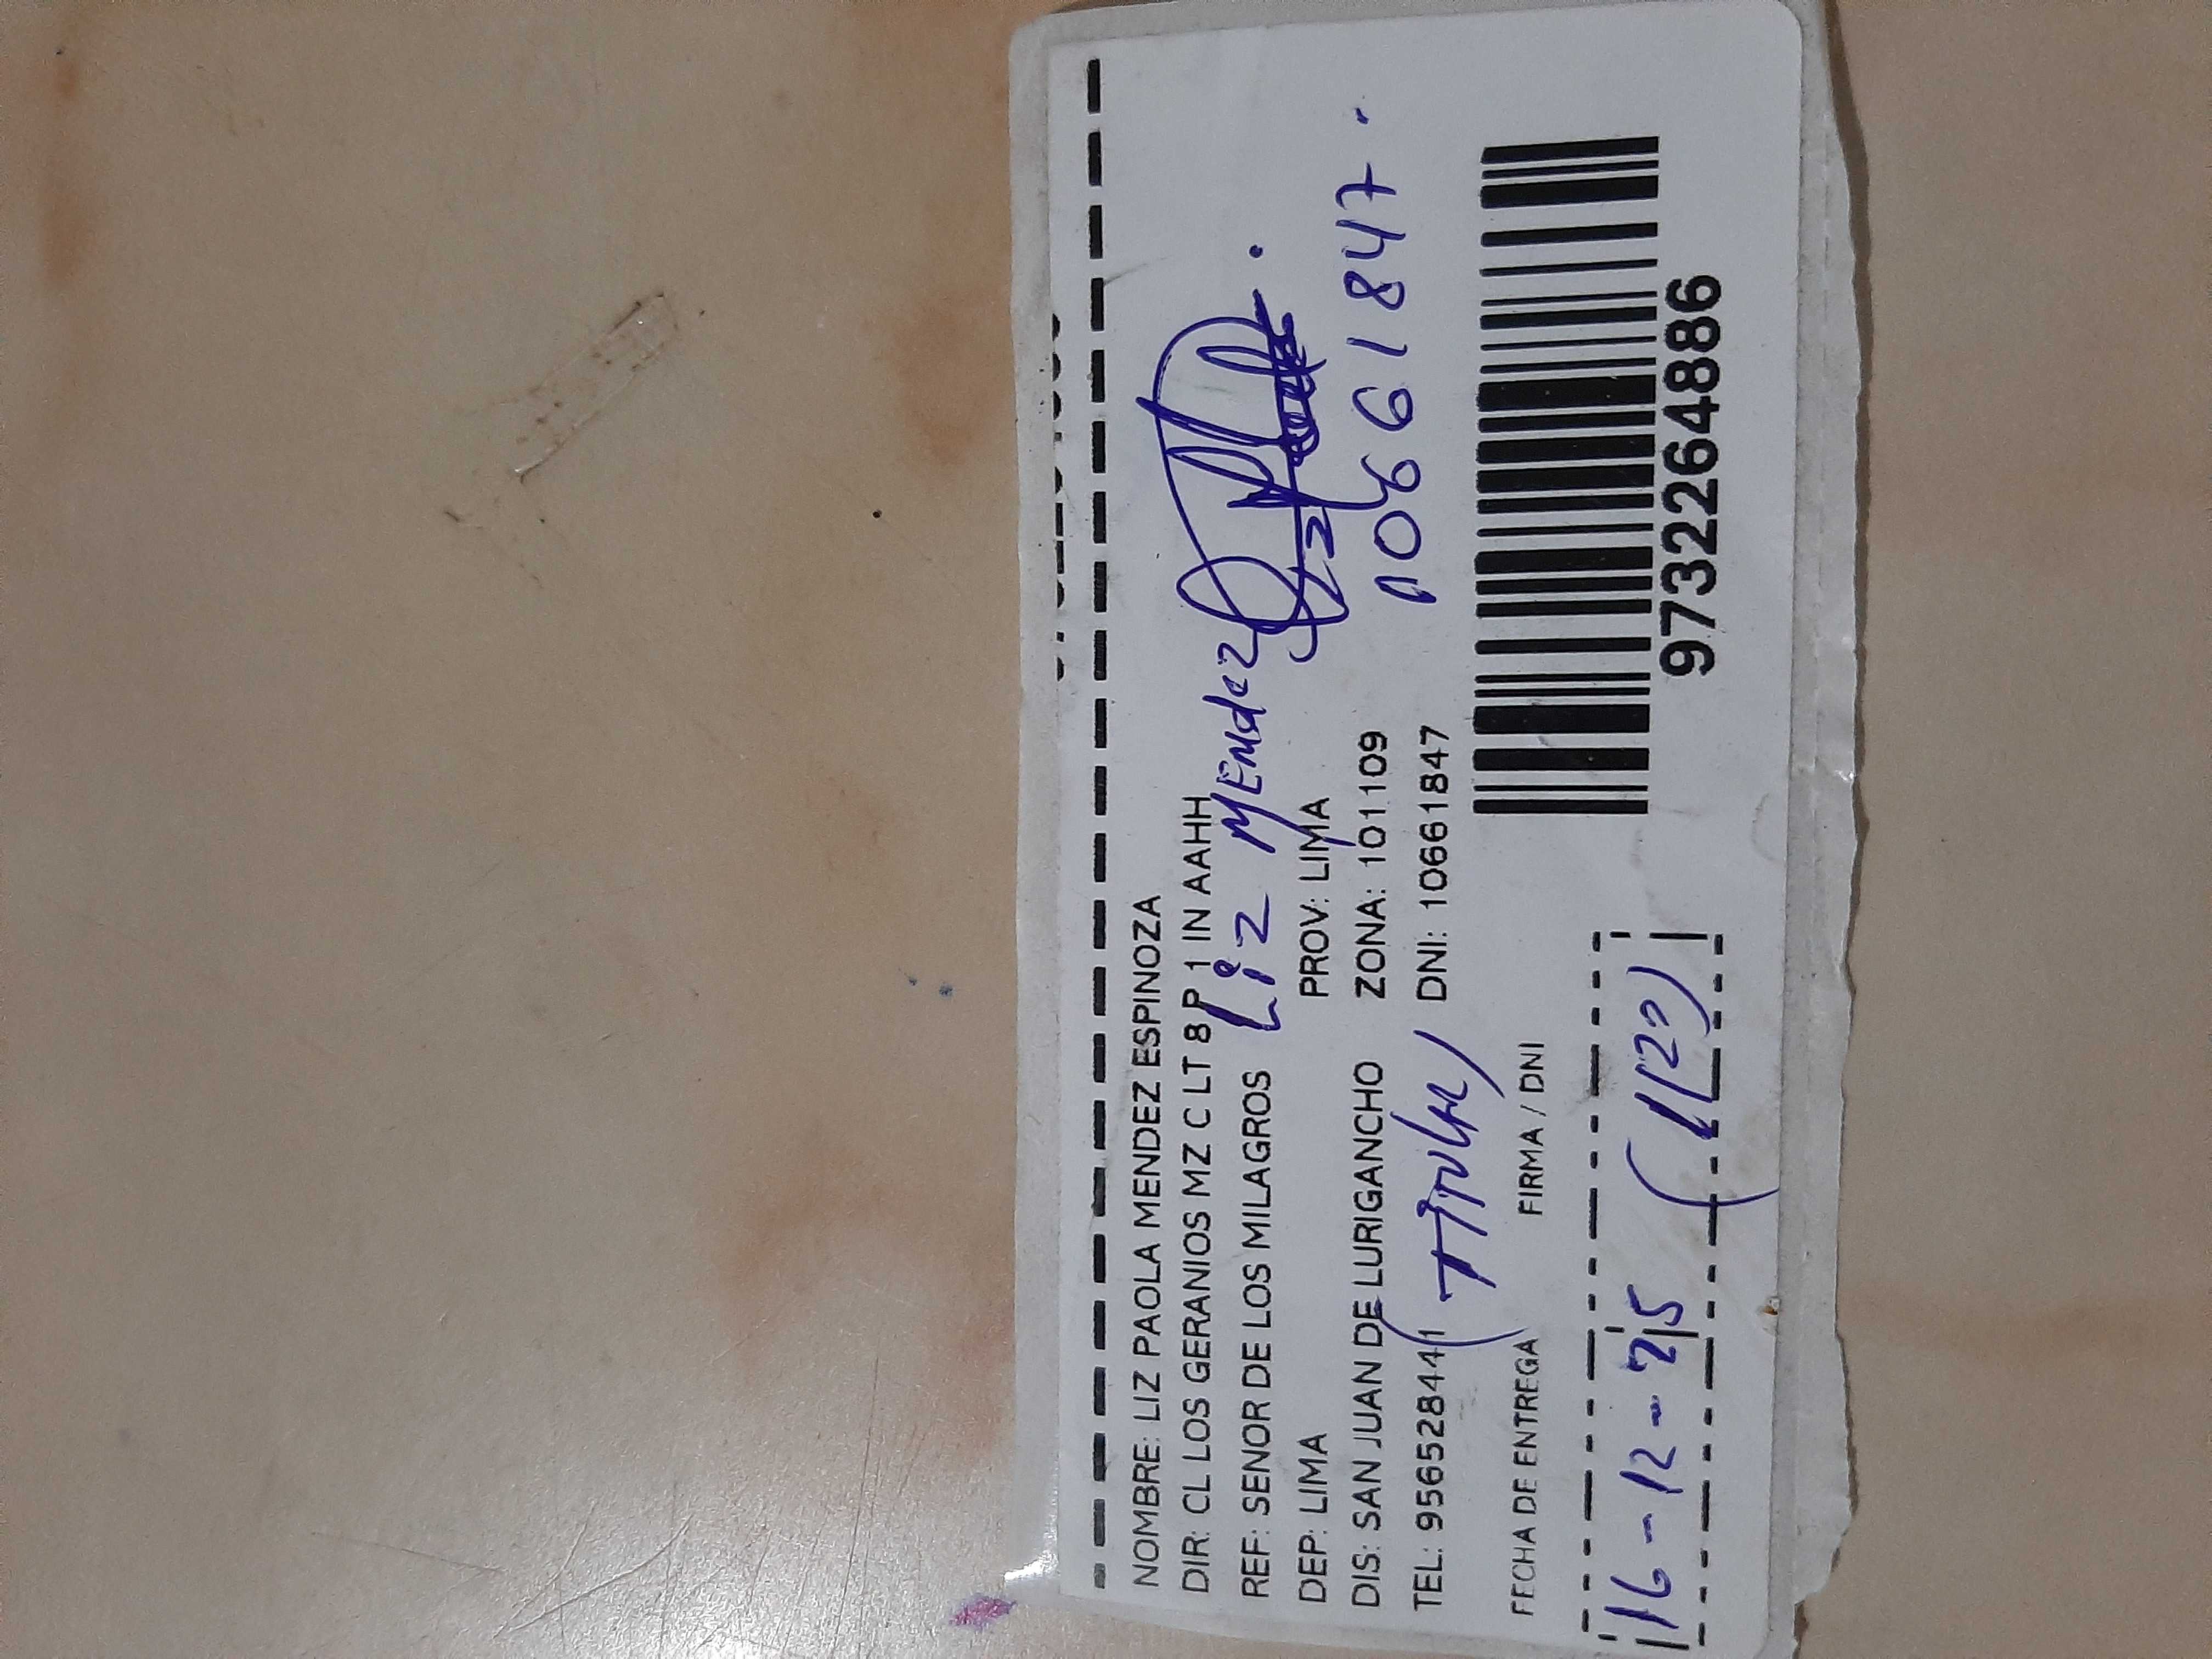 NOMBRE: LIZ PAOLA MENDEZ ESPINOZA
DIR: CL LOS GERANIOS MZ C LT 8 P 1 IN AAHH
REF: SENOR DE LOS MILAGROS
Liz MENdez
DEP: LIMA PROV: LIMA
DIS: SAN JUAN DE LURIGANCHO ZONA: 101109
10661847.
TEL: 956528441 DNI: 10661847
(Titular)
FECHA DE ENTREGA FIRMA / DNI
16-12-25
9732264886